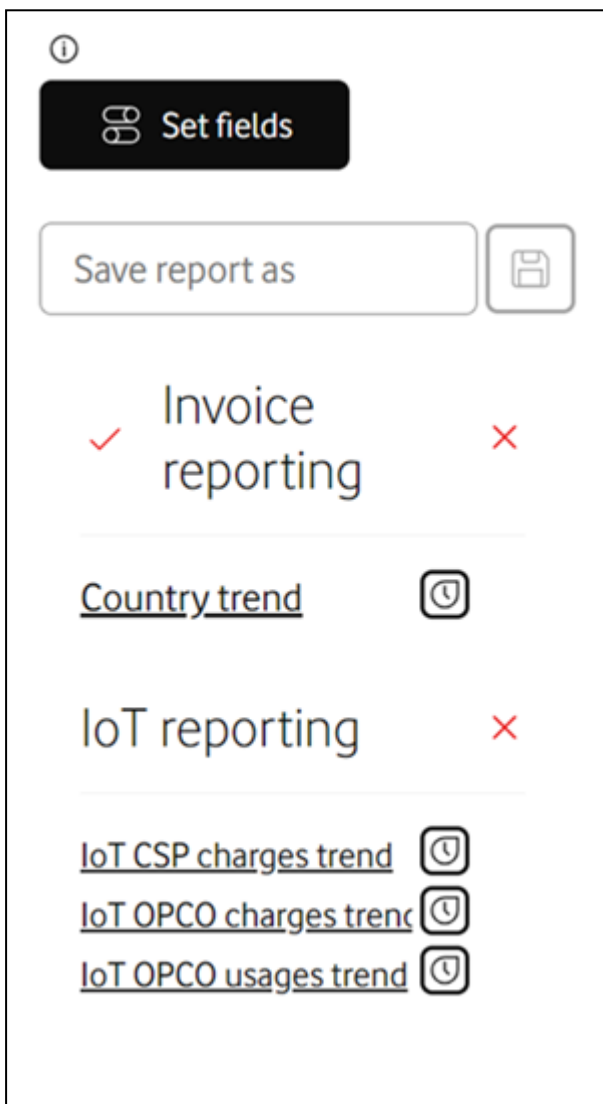 Set fields
Save report as
Invoice
reporting
Country trend
IoT reporting
IoT CSP charges trend
IoT OPCO charges trend
IoT OPCO usages trend